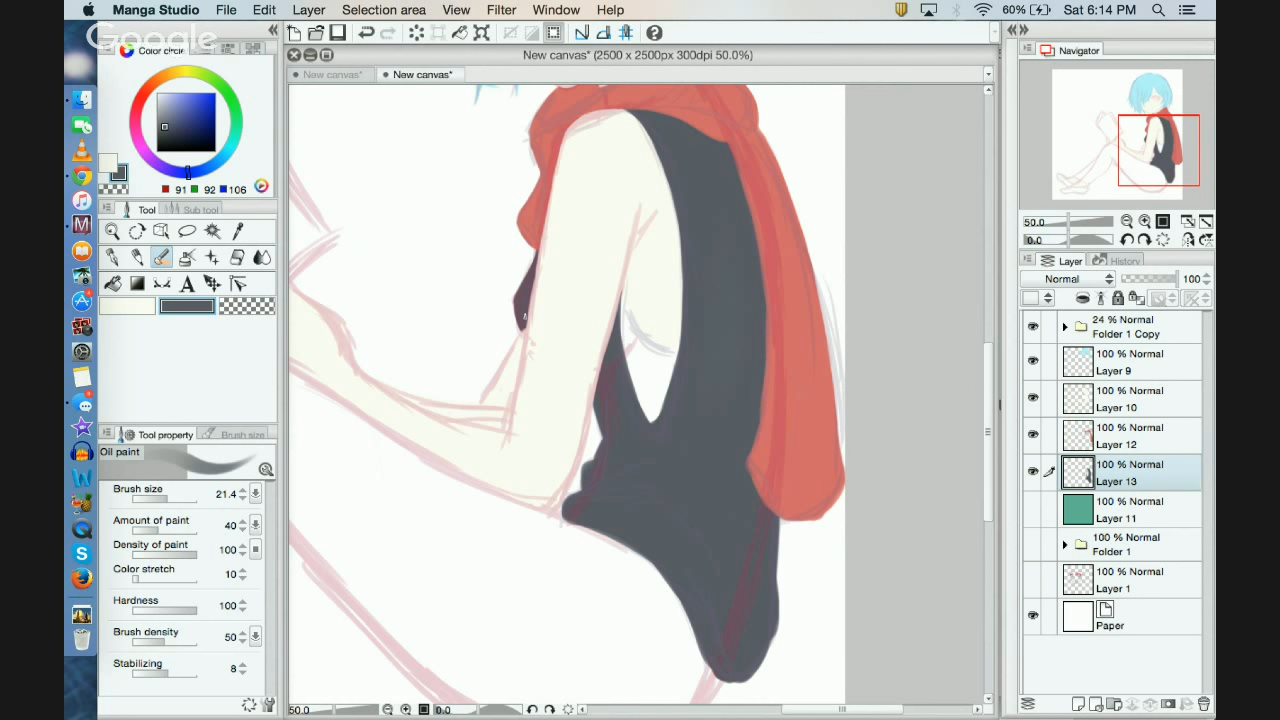 Manga Studio File Edit Layer Selection area View Filter Window Help 60% Sat 6:14 PM
Google
Color circle
New canvas* (2500 x 2500px 300dpi 50.0%)
Navigator
New canvas* New canvas*
91 92 106
Tool Sub tool
50.0
0.0
Layer History
Normal 100
24 % Normal
Folder 1 Copy
100 % Normal
Layer 9
100 % Normal
Layer 10
100 % Normal
Layer 12
100 % Normal
Layer 13
100 % Normal
Layer 11
100 % Normal
Folder 1
100 % Normal
Layer 1
Paper
Tool property Brush size
Oil paint
Brush size 21.4
Amount of paint 40
Density of paint 100
Color stretch 10
Hardness 100
Brush density 50
Stabilizing 8
50.0 0.0